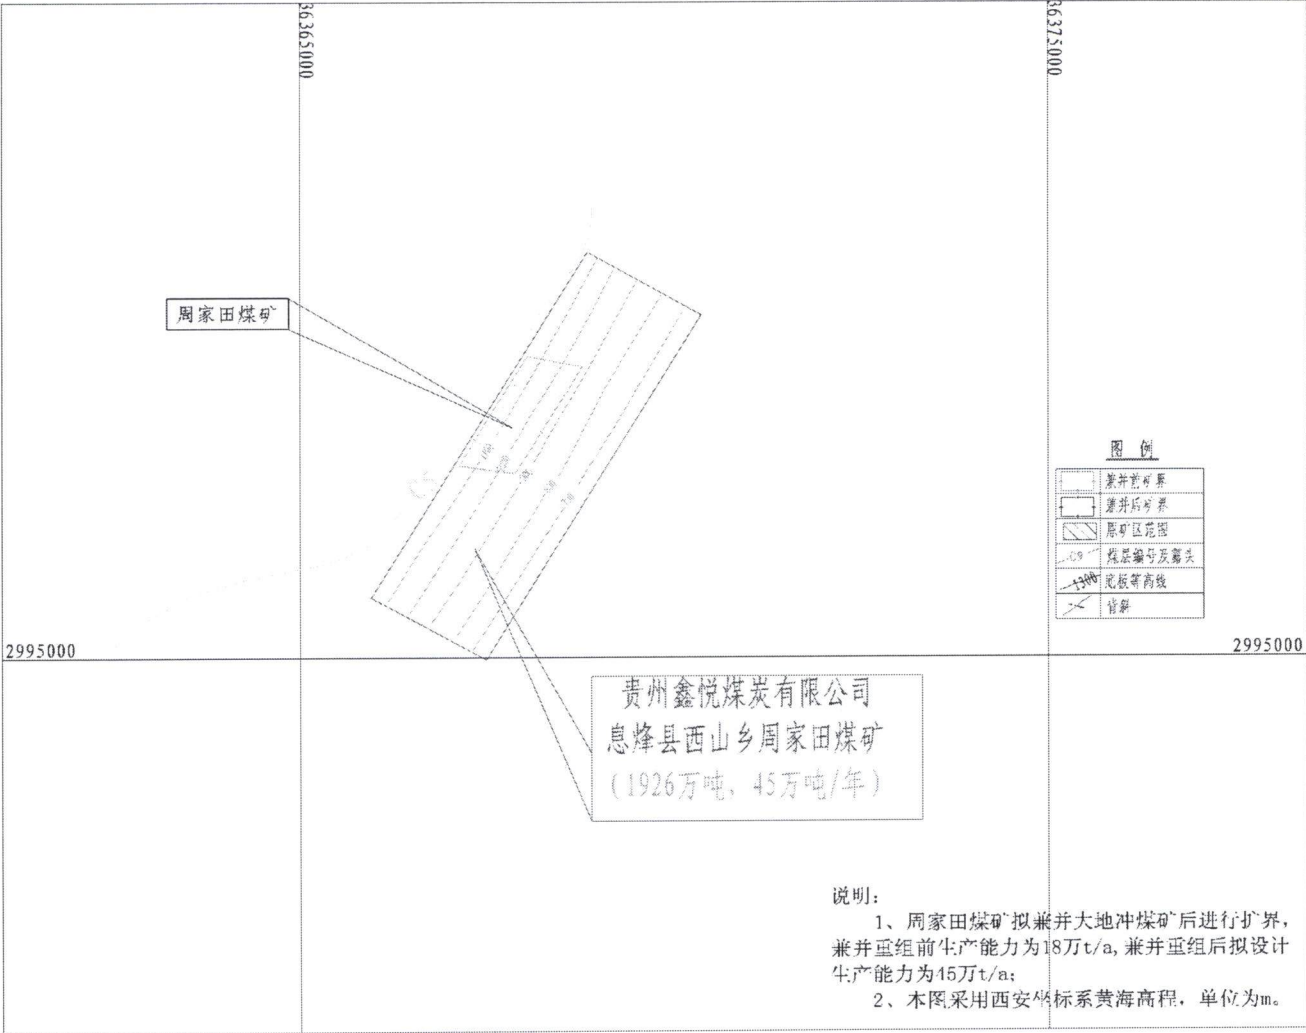 36365000
36375000
周家田煤矿
图 例
兼并前矿界
兼并后矿界
原矿区范围
C9
煤层编号及露头
1300
底板等高线
背斜
2995000
2995000
贵州鑫悦煤炭有限公司
息烽县西山乡周家田煤矿
(1926万吨、45万吨/年)
说明:
1、周家田煤矿拟兼并大地冲煤矿后进行扩界,
兼并重组前生产能力为18万t/a,兼并重组后拟设计
生产能力为45万t/a;
2、本图采用西安坐标系黄海高程,单位为m。